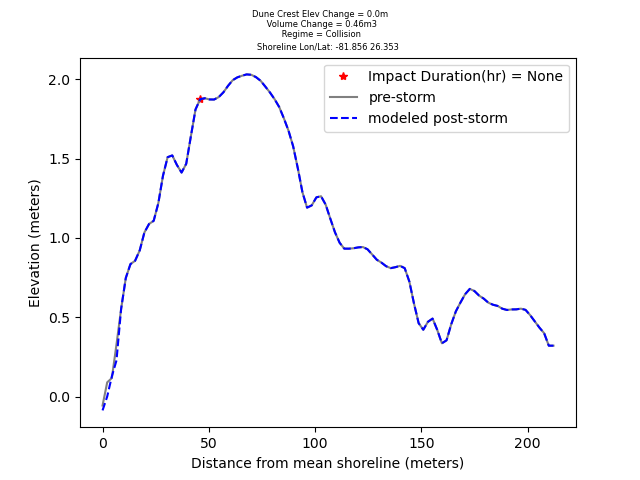 Dune Crest Elev Change = 0.0m
Volume Change = 0.46m3
Regime = Collision
Shoreline Lon/Lat: -81.856 26.353
Impact Duration(hr) = None
pre-storm
modeled post-storm
2.0
1.5
1.0
0.5
0.0
Elevation (meters)
0
50
100
150
200
Distance from mean shoreline (meters)